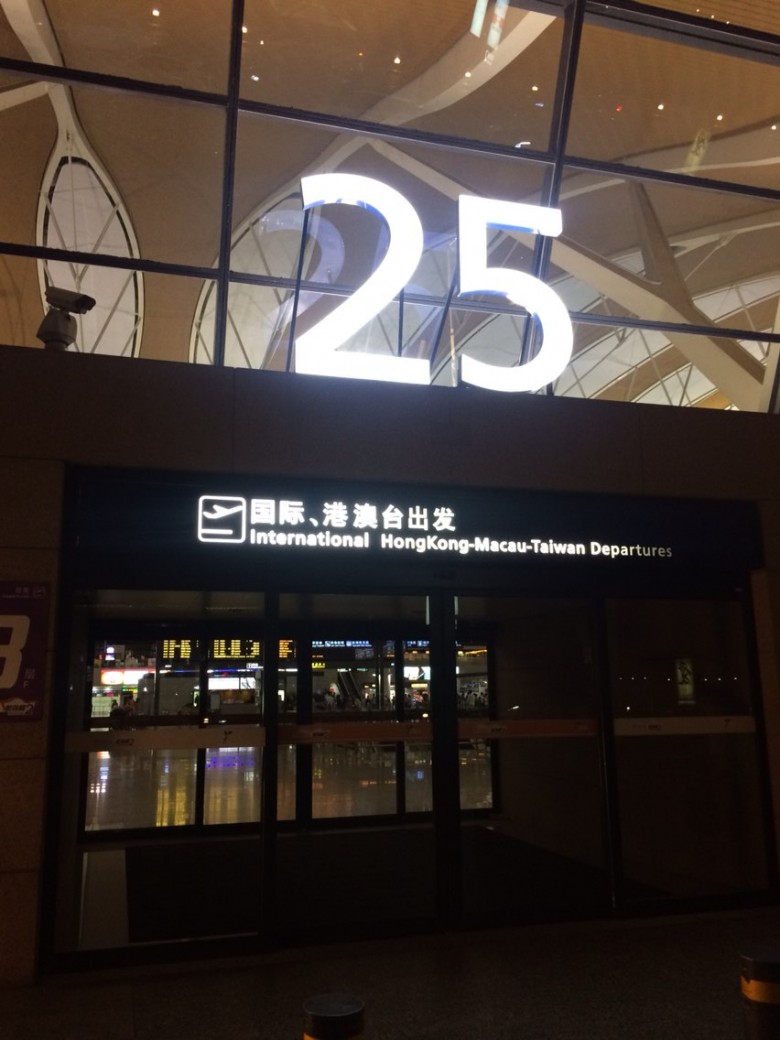 25
国际、港澳台出发
International HongKong-Macau-Taiwan Departures